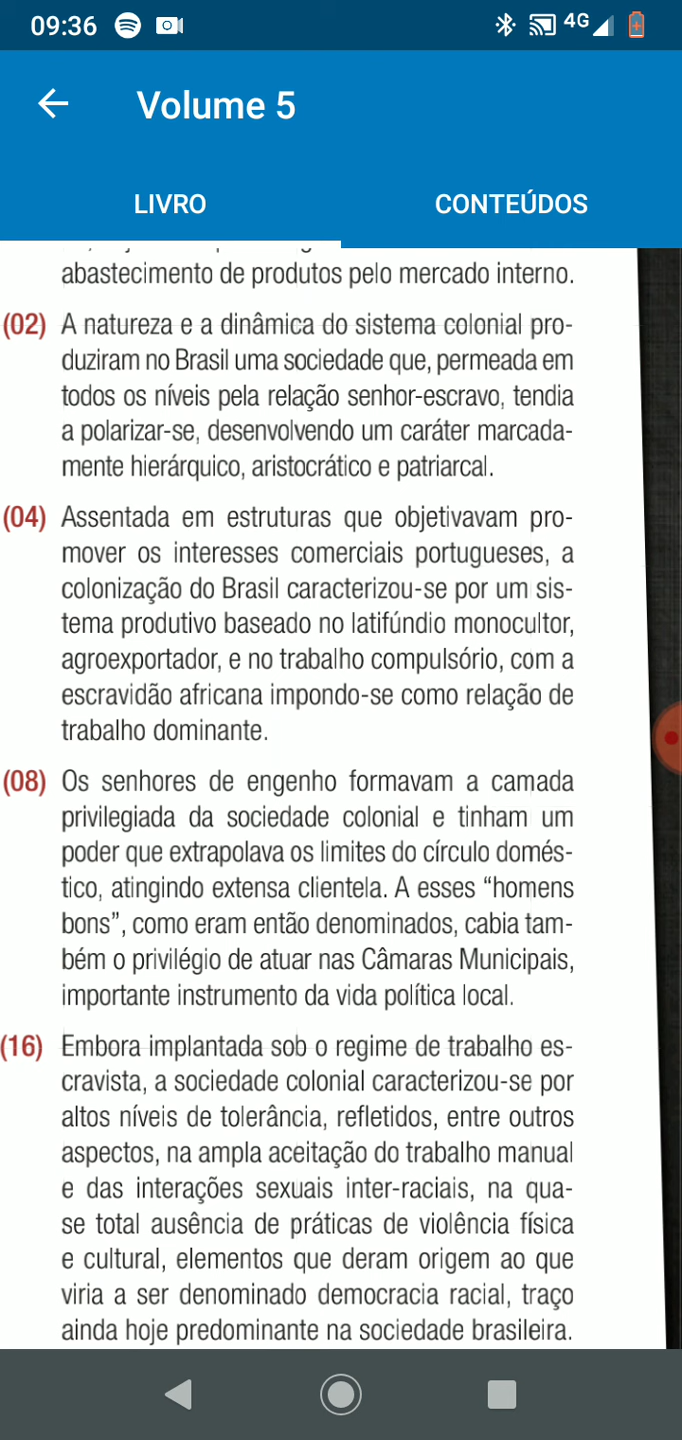 09:36
4G
Volume 5
LIVRO
CONTEÚDOS
abastecimento de produtos pelo mercado interno.
(02) A natureza e a dinâmica do sistema colonial pro-
duziram no Brasil uma sociedade que, permeada em
todos os níveis pela relação senhor-escravo, tendia
a polarizar-se, desenvolvendo um caráter marcada-
mente hierárquico, aristocrático e patriarcal.
(04) Assentada em estruturas que objetivavam pro-
mover os interesses comerciais portugueses, a
colonização do Brasil caracterizou-se por um sis-
tema produtivo baseado no latifúndio monocultor,
agroexportador, e no trabalho compulsório, com a
escravidão africana impondo-se como relação de
trabalho dominante.
(08) Os senhores de engenho formavam a camada
privilegiada da sociedade colonial e tinham um
poder que extrapolava os limites do círculo domés-
tico, atingindo extensa clientela. A esses “homens
bons”, como eram então denominados, cabia tam-
bém o privilégio de atuar nas Câmaras Municipais,
importante instrumento da vida política local.
(16) Embora implantada sob o regime de trabalho es-
cravista, a sociedade colonial caracterizou-se por
altos níveis de tolerância, refletidos, entre outros
aspectos, na ampla aceitação do trabalho manual
e das interações sexuais inter-raciais, na qua-
se total ausência de práticas de violência física
e cultural, elementos que deram origem ao que
viria a ser denominado democracia racial, traço
ainda hoje predominante na sociedade brasileira.